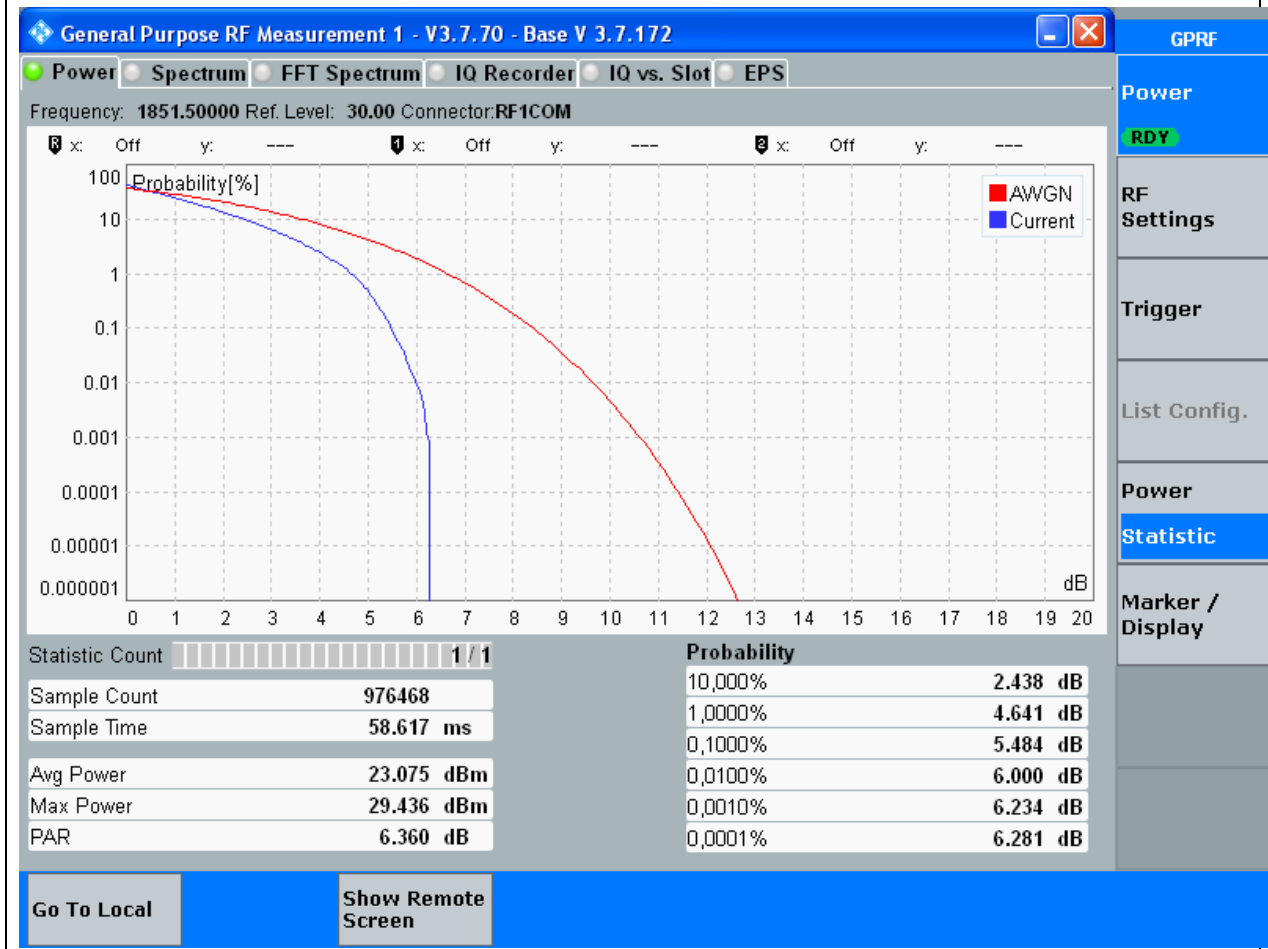 General Purpose RF Measurement 1 - V3.7.70 - Base V 3.7.172
GPRF
Power Spectrum FFT Spectrum IQ Recorder IQ vs. Slot EPS
Frequency: 1851.50000 Ref. Level: 30.00 Connector:RF1COM
R x: Off y: --- 1 x: Off y: --- 2 x: Off y: ---
Probability[%]
100
10
1
0.1
0.01
0.001
0.0001
0.00001
0.000001
AWGN
Current
dB
0 1 2 3 4 5 6 7 8 9 10 11 12 13 14 15 16 17 18 19 20
Statistic Count 1 / 1
Sample Count 976468
Sample Time 58.617 ms
Avg Power 23.075 dBm
Max Power 29.436 dBm
PAR 6.360 dB
Probability
10,000% 2.438 dB
1,0000% 4.641 dB
0,1000% 5.484 dB
0,0100% 6.000 dB
0,0010% 6.234 dB
0,0001% 6.281 dB
Power
RDY
RF
Settings
Trigger
List Config.
Power
Statistic
Marker /
Display
Go To Local
Show Remote
Screen